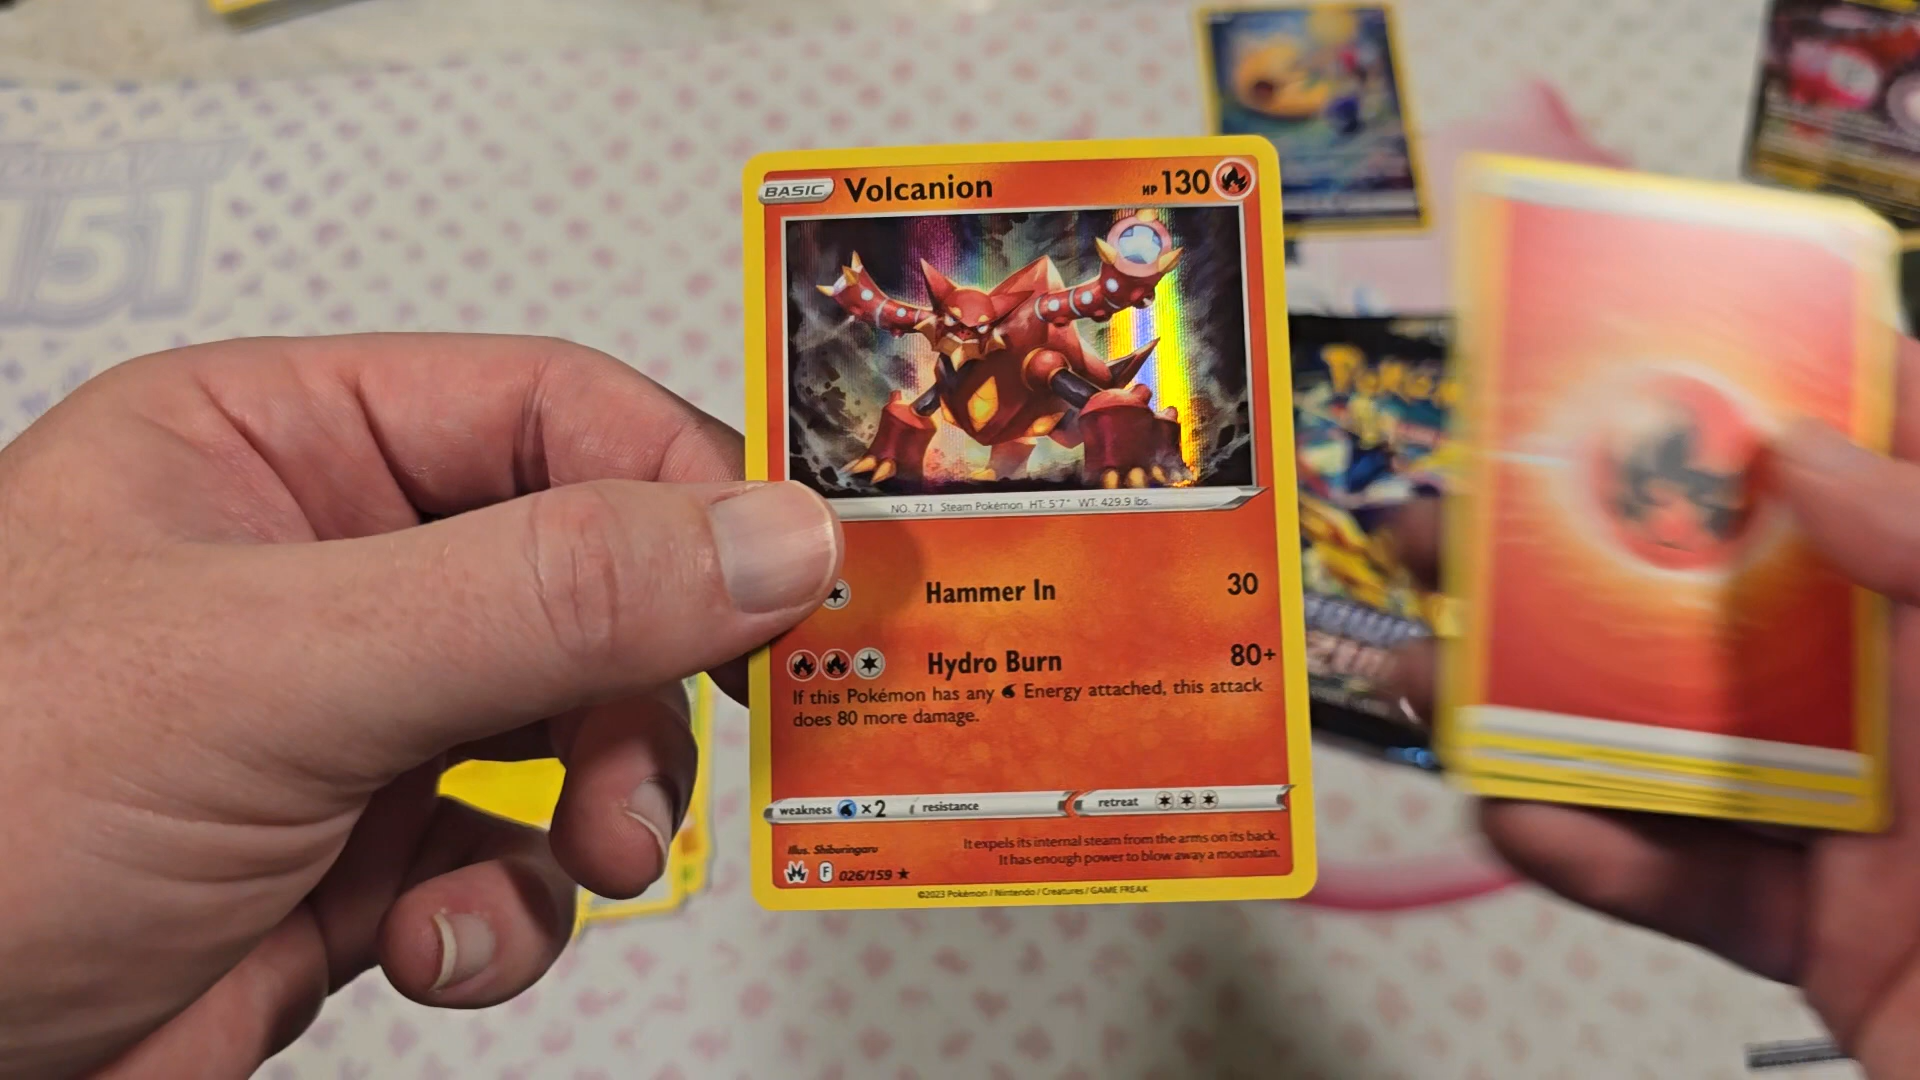 151
BASIC Volcanion HP 130
NO. 721 Steam Pokémon HT: 5'7" WT: 429.9 lbs.
Hammer In 30
Hydro Burn 80+
If this Pokémon has any Energy attached, this attack
does 80 more damage.
weakness ×2 resistance retreat
Illus. Shiburingaru
It expels its internal steam from the arms on its back.
It has enough power to blow away a mountain.
F 026/159 ★
©2023 Pokémon / Nintendo / Creatures / GAME FREAK